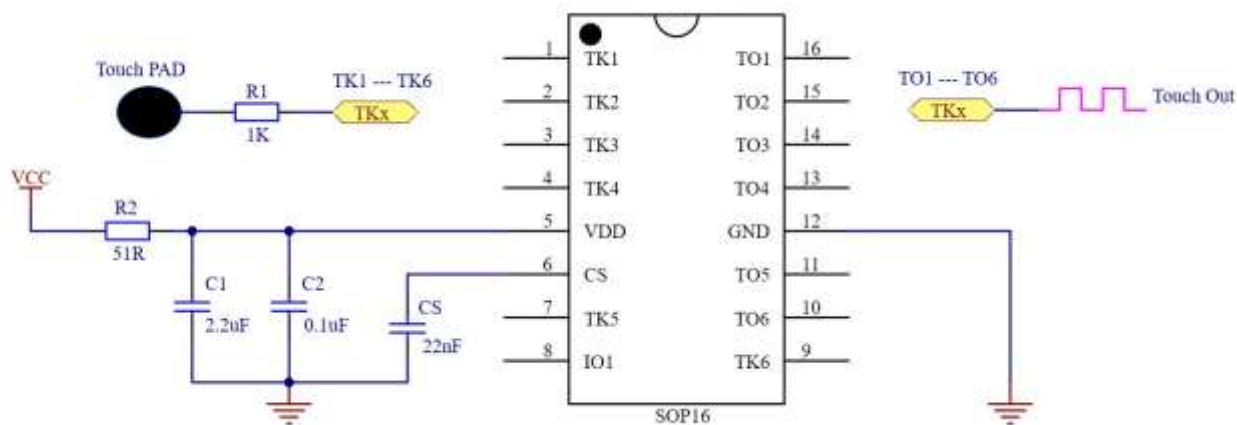 Touch PAD
R1
1K
TK1 --- TK6
TKx
VCC
R2
51R
C1
2.2uF
C2
0.1uF
CS
22nF
1 TK1 TO1 16
2 TK2 TO2 15
3 TK3 TO3 14
4 TK4 TO4 13
5 VDD GND 12
6 CS TO5 11
7 TK5 TO6 10
8 IO1 TK6 9
SOP16
TO1 --- TO6
TKx
Touch Out